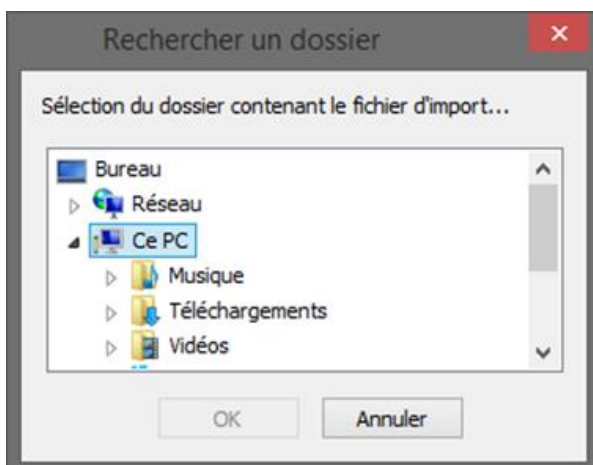 Rechercher un dossier
Sélection du dossier contenant le fichier d'import...
Bureau
Réseau
Ce PC
Musique
Téléchargements
Vidéos
OK
Annuler